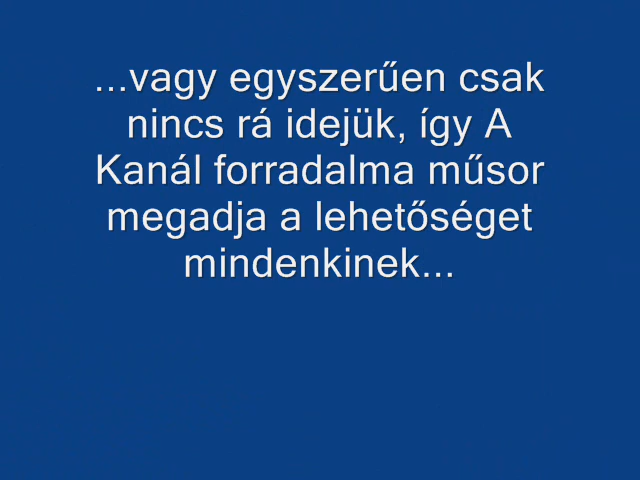 ...vagy egyszerűen csak
nincs rá idejük, így A
Kanál forradalma műsor
megadja a lehetőséget
mindenkinek...